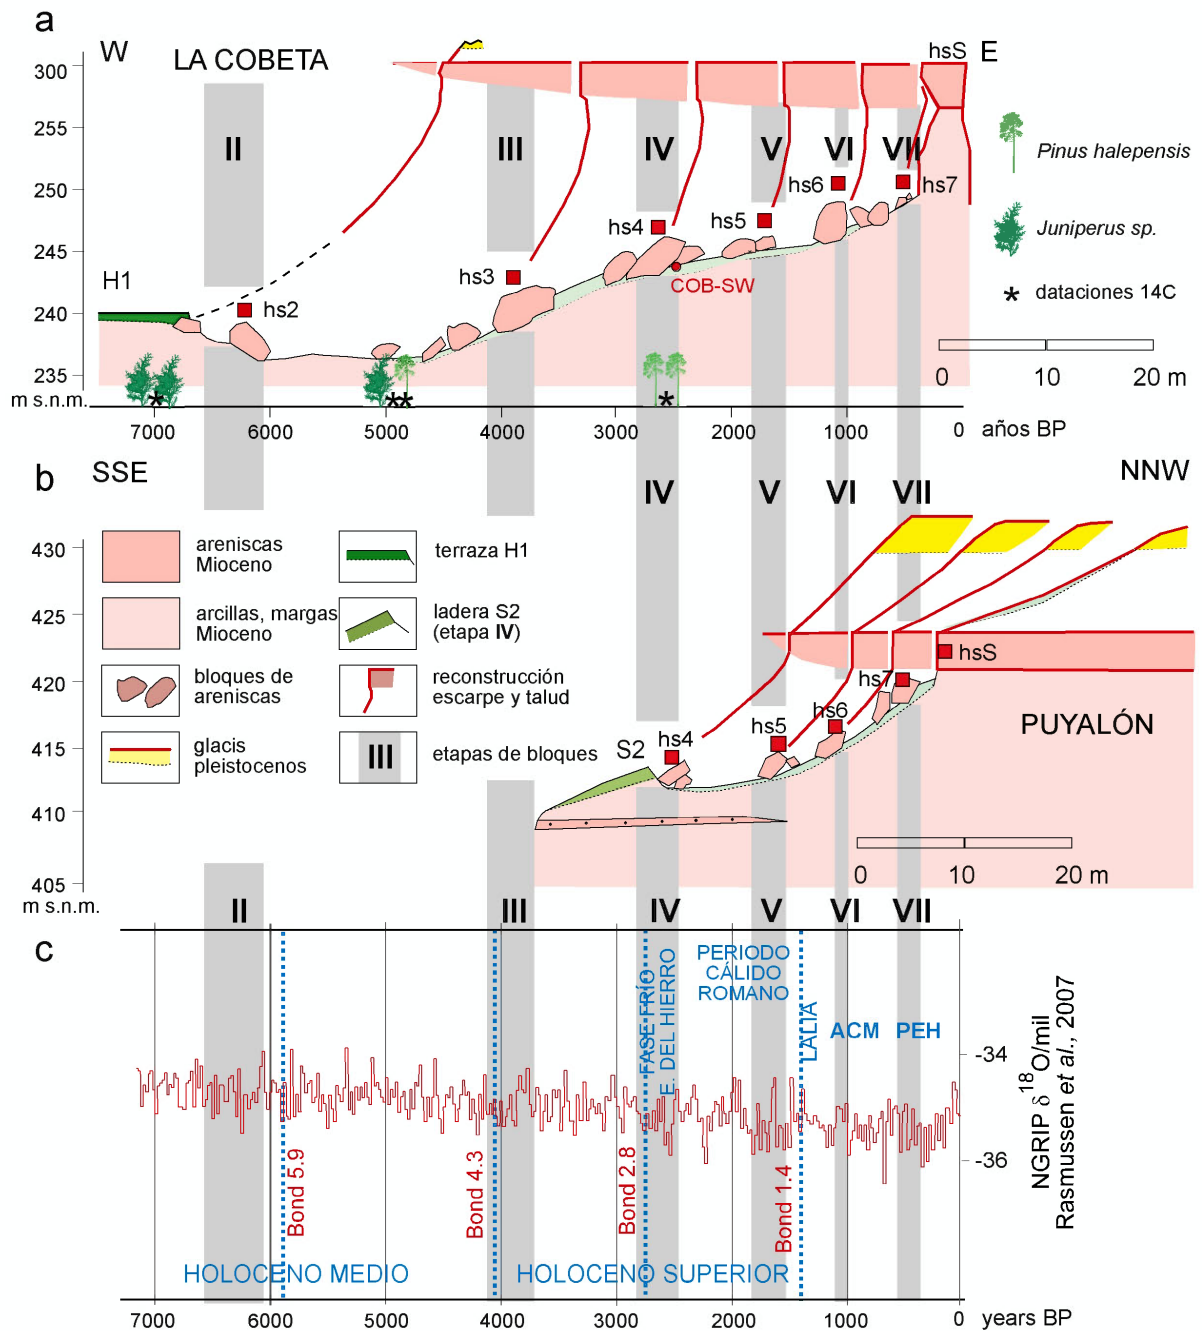 a
W
LA COBETA
hsS
E
300
255
250
245
240
235
m s.n.m.
II
III
IV
V
VI
VII
H1
hs2
hs3
hs4
hs5
hs6
hs7
COB-SW
Pinus halepensis
Juniperus sp.
* dataciones 14C
0 10 20 m
* ** *
7000 6000 5000 4000 3000 2000 1000 0 años BP
b
SSE
NNW
IV V VI VII
430
425
420
415
410
405
m s.n.m.
areniscas
Mioceno
arcillas, margas
Mioceno
bloques de
areniscas
glacis
pleistocenos
terraza H1
ladera S2
(etapa IV)
reconstrucción
escarpe y talud
III
etapas de bloques
S2
hs4
hs5
hs6
hs7
hsS
PUYALÓN
0 10 20 m
II III IV V VI VII
c
FASE FRÍO
E. DEL HIERRO
PERIODO
CÁLIDO
ROMANO
LALIA
ACM
PEH
-34
-36
NGRIP δ 18O/mil
Rasmussen et al., 2007
Bond 5.9
Bond 4.3
Bond 2.8
Bond 1.4
HOLOCENO MEDIO
HOLOCENO SUPERIOR
7000 6000 5000 4000 3000 2000 1000 0 years BP